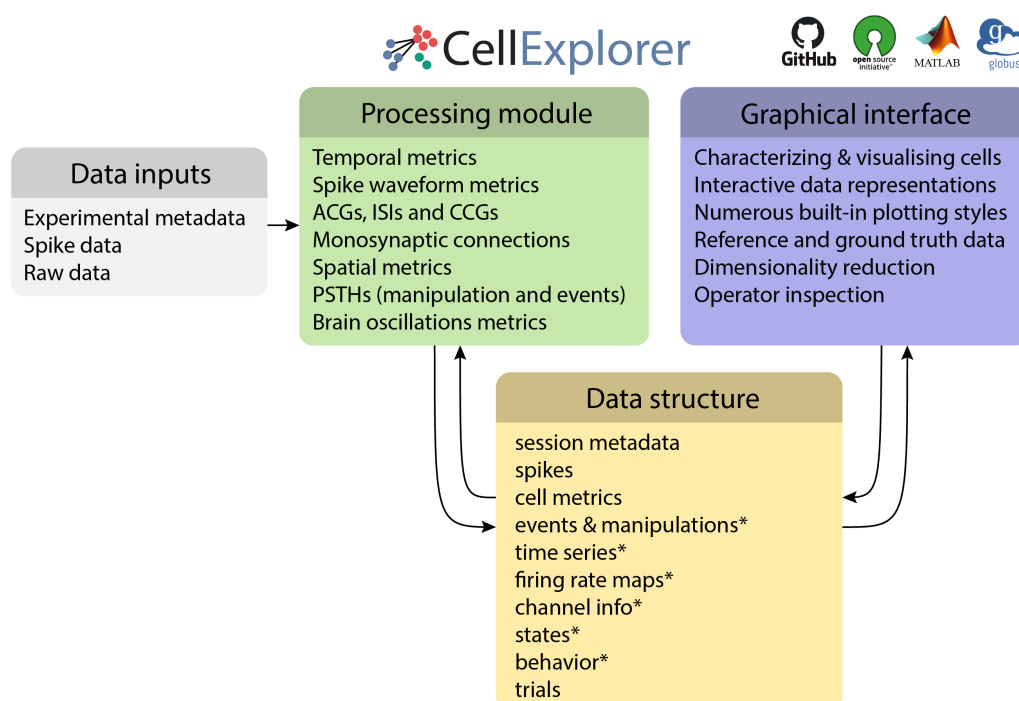 CellExplorer
GitHub
open source
initiative
MATLAB
globus
Data inputs
Experimental metadata
Spike data
Raw data
Processing module
Temporal metrics
Spike waveform metrics
ACGs, ISIs and CCGs
Monosynaptic connections
Spatial metrics
PSTHs (manipulation and events)
Brain oscillations metrics
Graphical interface
Characterizing & visualising cells
Interactive data representations
Numerous built-in plotting styles
Reference and ground truth data
Dimensionality reduction
Operator inspection
Data structure
session metadata
spikes
cell metrics
events & manipulations*
time series*
firing rate maps*
channel info*
states*
behavior*
trials